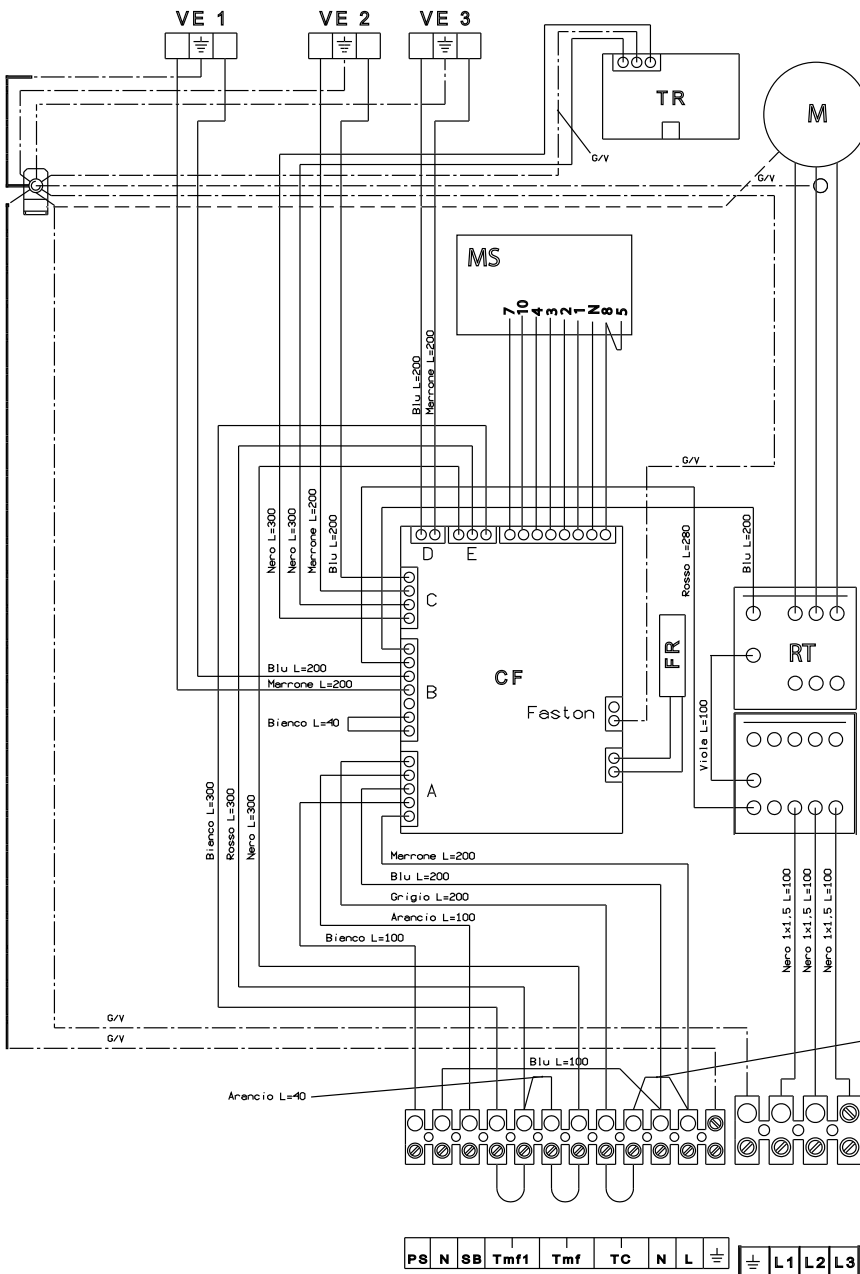 VE 1
VE 2
VE 3
TR
M
G/V
G/V
MS
7
10
4
3
2
1
N
8
5
Blu L=200
Marrone L=200
G/V
Nero L=300
Nero L=300
Marrone L=200
Blu L=200
Rosso L=280
Blu L=200
D
E
C
FR
RT
Blu L=200
Marrone L=200
B
CF
Faston
Bianco L=40
Viola L=100
A
Bianco L=300
Rosso L=300
Nero L=300
Marrone L=200
Blu L=200
Grigio L=200
Arancio L=100
Bianco L=100
Nero 1x1,5 L=100
Nero 1x1,5 L=100
Nero 1x1,5 L=100
G/V
G/V
Blu L=100
Arancio L=40
PS N SB Tmf1 Tmf TC N L
L1 L2 L3